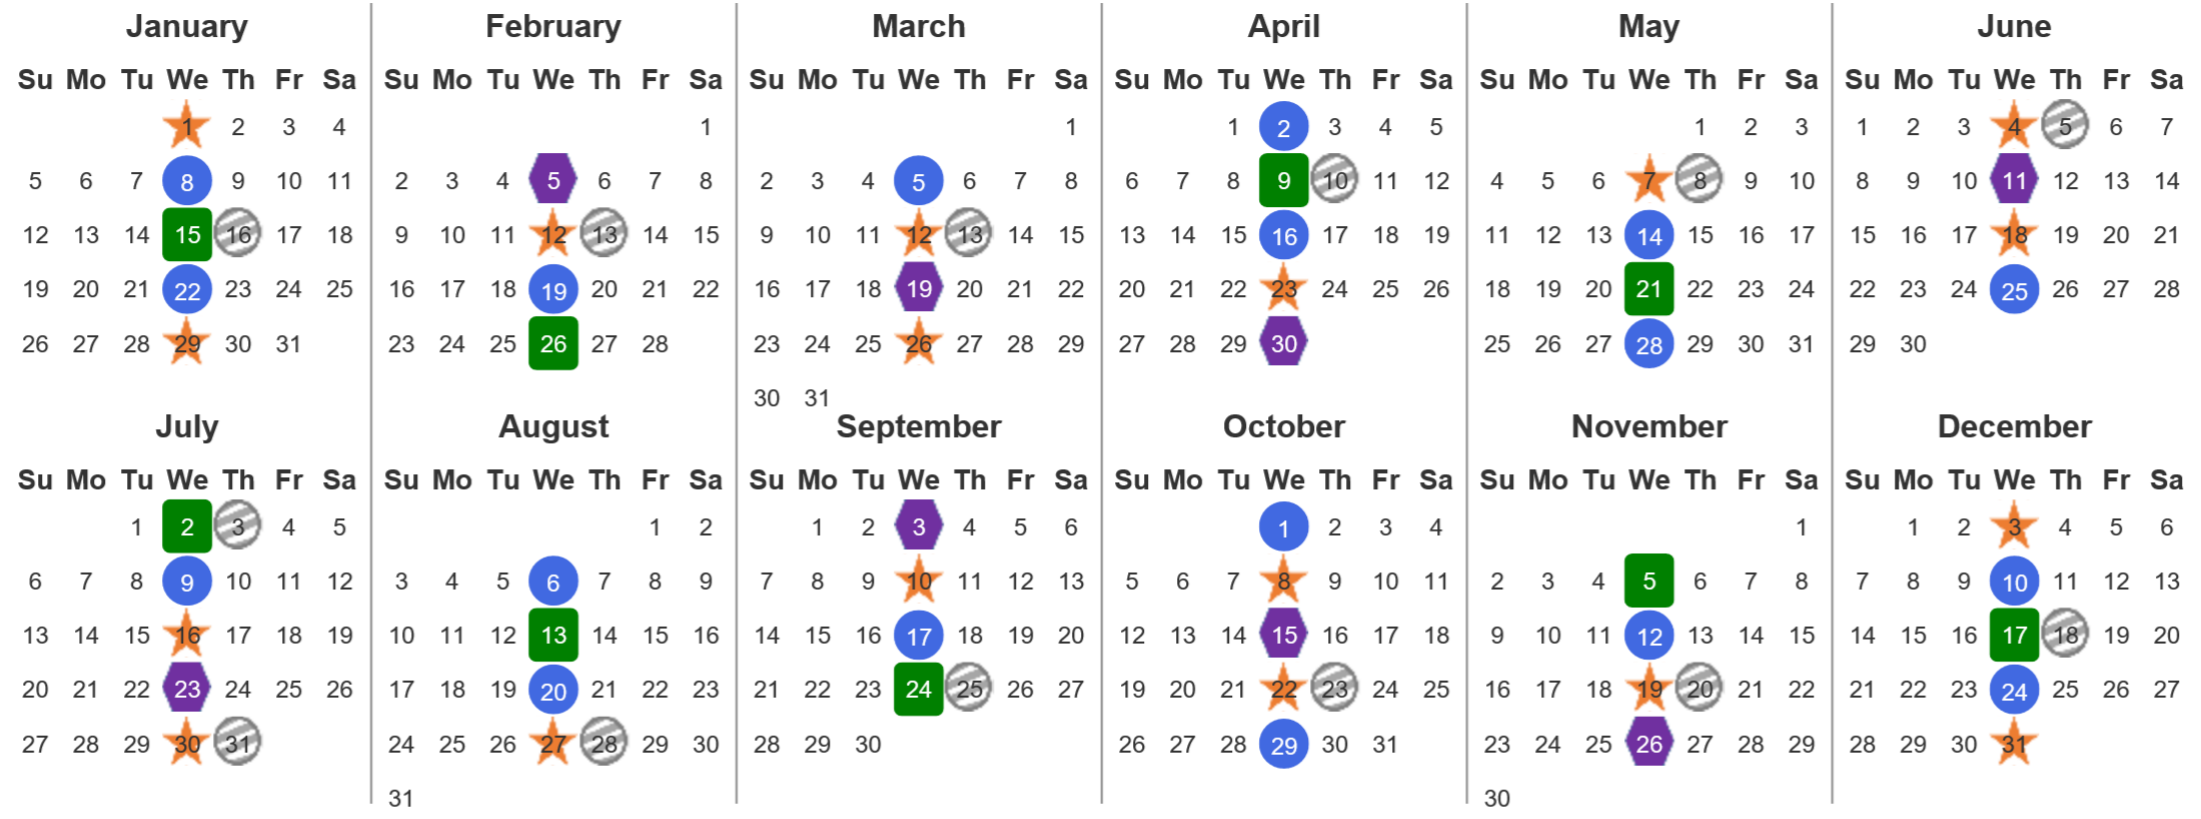 January February March April May June
Su Mo Tu We Th Fr Sa Su Mo Tu We Th Fr Sa Su Mo Tu We Th Fr Sa Su Mo Tu We Th Fr Sa Su Mo Tu We Th Fr Sa Su Mo Tu We Th Fr Sa
1 2 3 4 1 1 1 2 3 4 5 1 2 3 1 2 3 4 5 6 7
5 6 7 8 9 10 11 2 3 4 5 6 7 8 2 3 4 5 6 7 8 6 7 8 9 10 11 12 4 5 6 7 8 9 10 8 9 10 11 12 13 14
12 13 14 15 16 17 18 9 10 11 12 13 14 15 9 10 11 12 13 14 15 13 14 15 16 17 18 19 11 12 13 14 15 16 17 15 16 17 18 19 20 21
19 20 21 22 23 24 25 16 17 18 19 20 21 22 16 17 18 19 20 21 22 20 21 22 23 24 25 26 18 19 20 21 22 23 24 22 23 24 25 26 27 28
26 27 28 29 30 31 23 24 25 26 27 28 23 24 25 26 27 28 29 27 28 29 30 25 26 27 28 29 30 31 29 30
30 31
July August September October November December
Su Mo Tu We Th Fr Sa Su Mo Tu We Th Fr Sa Su Mo Tu We Th Fr Sa Su Mo Tu We Th Fr Sa Su Mo Tu We Th Fr Sa Su Mo Tu We Th Fr Sa
1 2 3 4 5 1 2 1 2 3 4 5 6 1 2 3 4 1 1 2 3 4 5 6
6 7 8 9 10 11 12 3 4 5 6 7 8 9 7 8 9 10 11 12 13 5 6 7 8 9 10 11 2 3 4 5 6 7 8 7 8 9 10 11 12 13
13 14 15 16 17 18 19 10 11 12 13 14 15 16 14 15 16 17 18 19 20 12 13 14 15 16 17 18 9 10 11 12 13 14 15 14 15 16 17 18 19 20
20 21 22 23 24 25 26 17 18 19 20 21 22 23 21 22 23 24 25 26 27 19 20 21 22 23 24 25 16 17 18 19 20 21 22 21 22 23 24 25 26 27
27 28 29 30 31 24 25 26 27 28 29 30 28 29 30 26 27 28 29 30 31 23 24 25 26 27 28 29 28 29 30 31
31 30